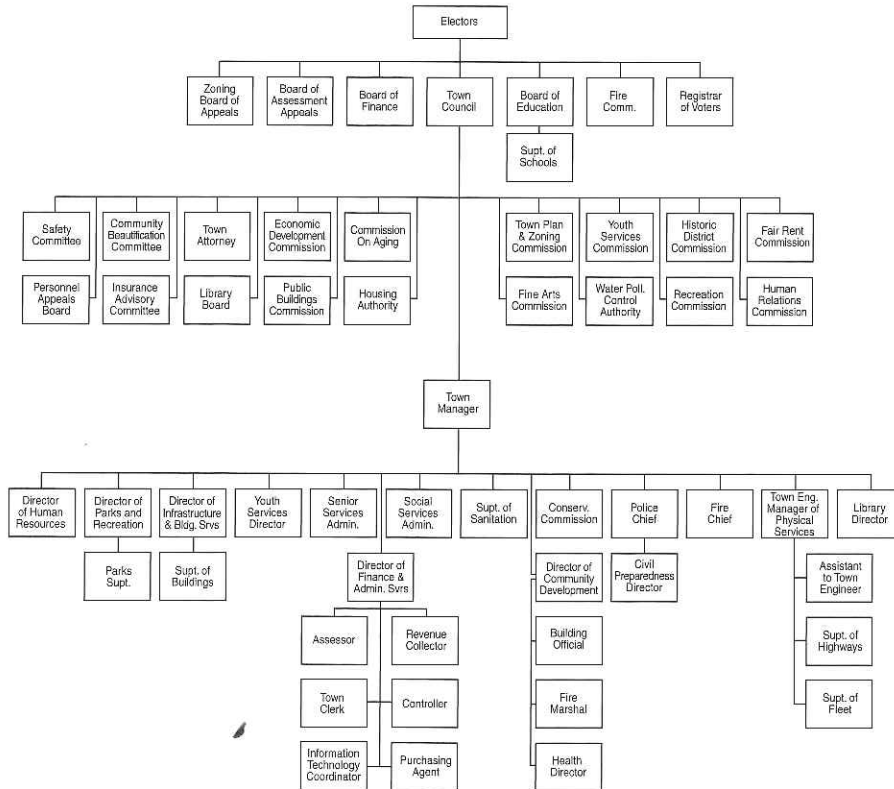 Electors
Zoning
Board of
Appeals
Board of
Assessment
Appeals
Board of
Finance
Town
Council
Board of
Education
Fire
Comm.
Registrar
of Voters
Supt. of
Schools
Safety
Committee
Community
Beautification
Committee
Town
Attorney
Economic
Development
Commission
Commission
On Aging
Town Plan
& Zoning
Commission
Youth
Services
Commission
Historic
District
Commission
Fair Rent
Commission
Personnel
Appeals
Board
Insurance
Advisory
Committee
Library
Board
Public
Buildings
Commission
Housing
Authority
Fine Arts
Commission
Water Poll.
Control
Authority
Recreation
Commission
Human
Relations
Commission
Town
Manager
Director
of Human
Resources
Director of
Parks and
Recreation
Director of
Infrastructure
& Bldg. Srvs
Youth
Services
Director
Senior
Services
Admin.
Social
Services
Admin.
Supt. of
Sanitation
Conserv.
Commission
Police
Chief
Fire
Chief
Town Eng.
Manager of
Physical
Services
Library
Director
Parks
Supt.
Supt. of
Buildings
Director of
Finance &
Admin. Svrs
Director of
Community
Development
Civil
Preparedness
Director
Assistant
to Town
Engineer
Assessor
Revenue
Collector
Building
Official
Supt. of
Highways
Town
Clerk
Controller
Fire
Marshal
Supt. of
Fleet
Information
Technology
Coordinator
Purchasing
Agent
Health
Director